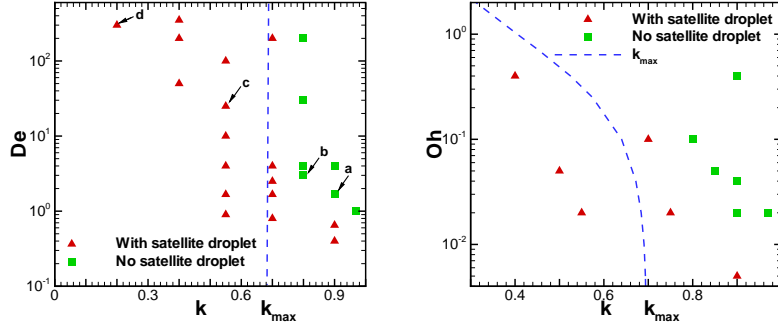 De
10^2
10^1
10^0
10^-1
d
c
b
a
With satellite droplet
No satellite droplet
0 0.3 0.6 0.9
k k_max
Oh
10^0
10^-1
10^-2
With satellite droplet
No satellite droplet
k_max
0.4 0.6 0.8
k k_max